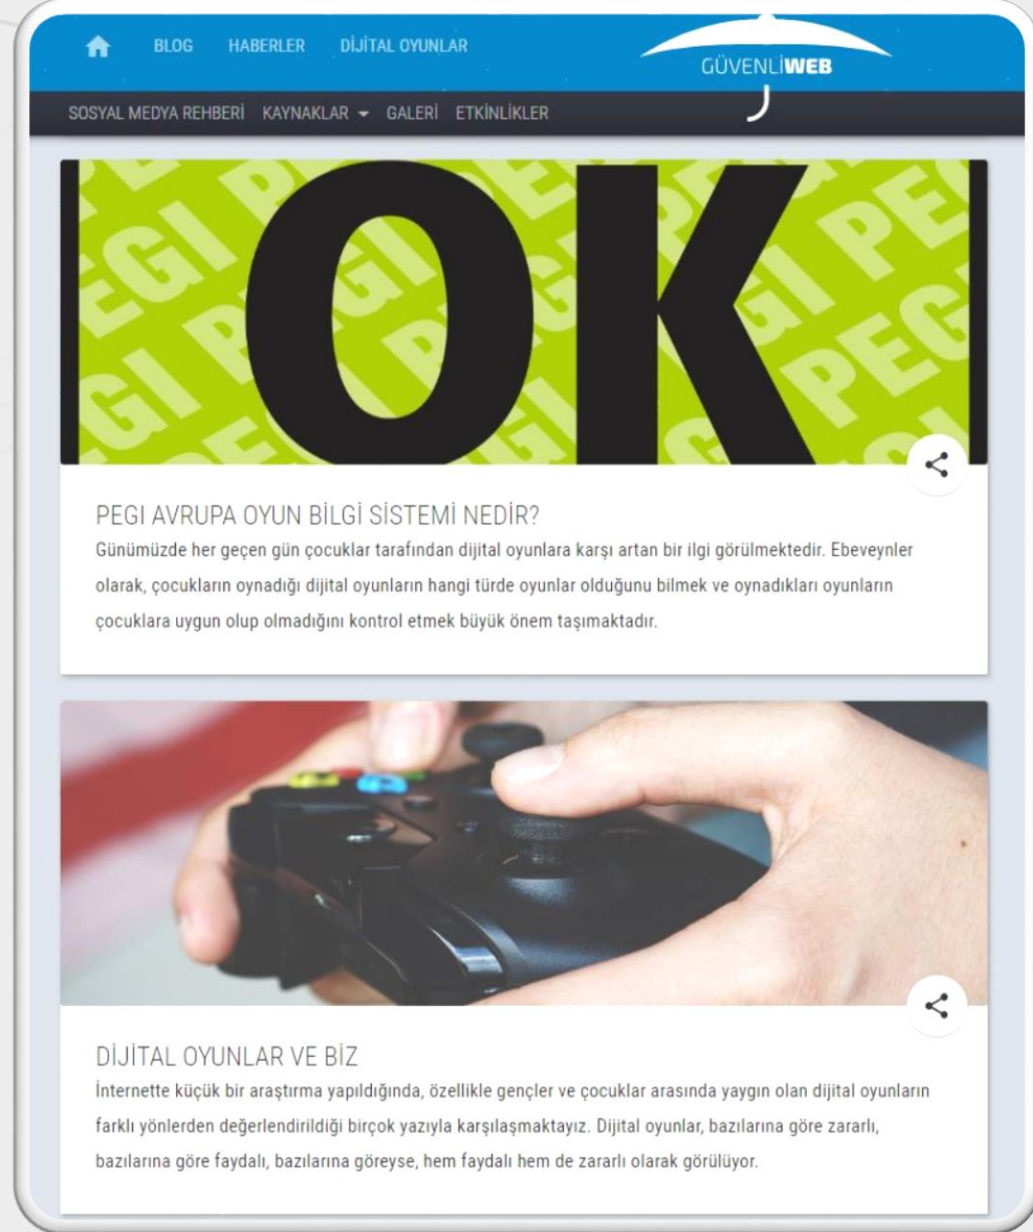 BLOG HABERLER DİJİTAL OYUNLAR
GÜVENLİWEB
SOSYAL MEDYA REHBERİ KAYNAKLAR GALERİ ETKİNLİKLER
PEGI PEGI PEGI
OK
PEGI AVRUPA OYUN BİLGİ SİSTEMİ NEDİR?
Günümüzde her geçen gün çocuklar tarafından dijital oyunlara karşı artan bir ilgi görülmektedir. Ebeveynler
olarak, çocukların oynadığı dijital oyunların hangi türde oyunlar olduğunu bilmek ve oynadıkları oyunların
çocuklara uygun olup olmadığını kontrol etmek büyük önem taşımaktadır.
DİJİTAL OYUNLAR VE BİZ
İnternette küçük bir araştırma yapıldığında, özellikle gençler ve çocuklar arasında yaygın olan dijital oyunların
farklı yönlerden değerlendirildiği birçok yazıyla karşılaşmaktayız. Dijital oyunlar, bazılarına göre zararlı,
bazılarına göre faydalı, bazılarına göreyse, hem faydalı hem de zararlı olarak görülüyor.